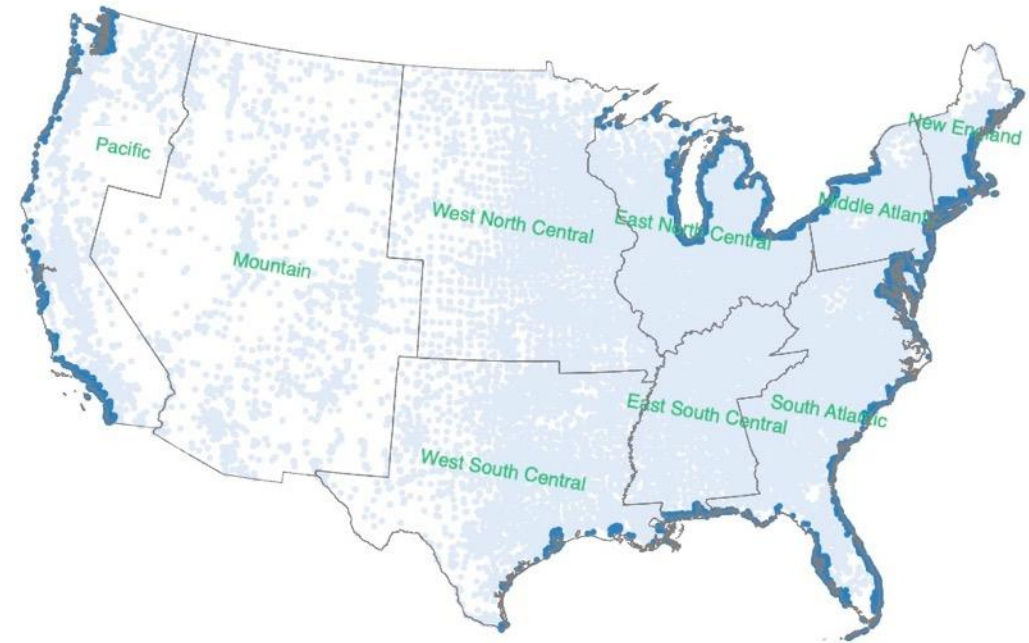 New England
Pacific
Middle Atlantic
West North Central
East North Central
Mountain
East South Central
South Atlantic
West South Central